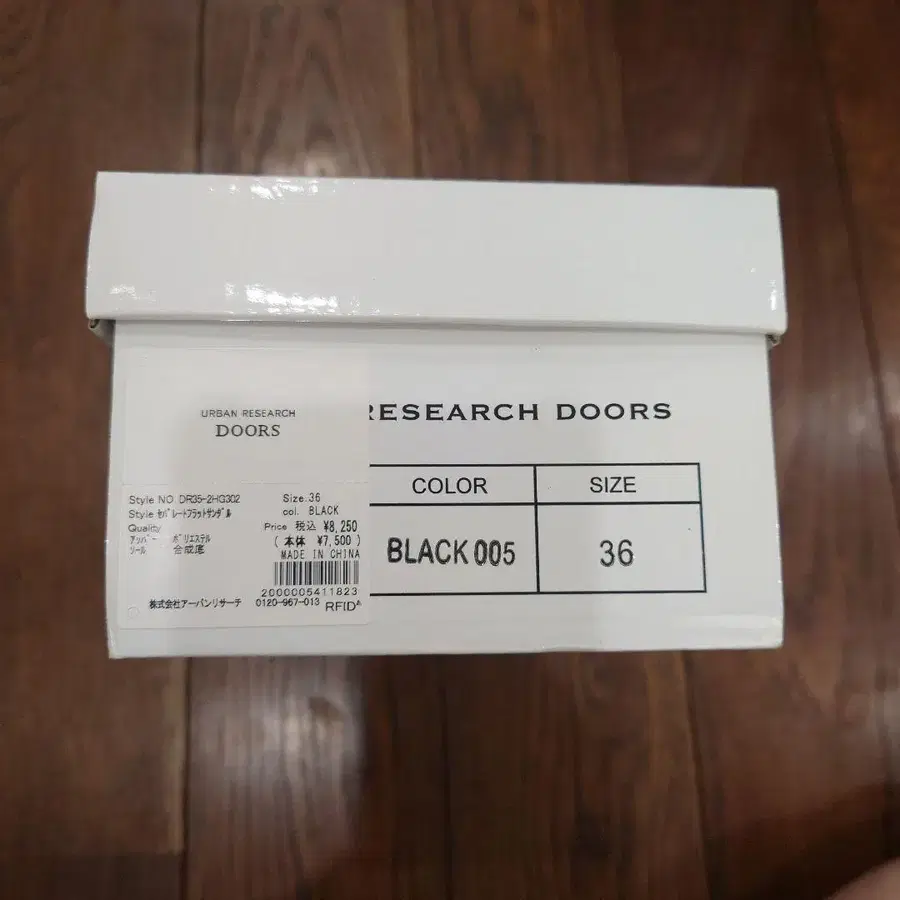 URBAN RESEARCH
DOORS
Style NO. DR35-2HG302
Size.36
Style ｾﾊﾟﾚｰﾄﾌﾗｯﾄｻﾝﾀﾞﾙ
col. BLACK
Quality
Price 税込 ¥8,250
ｱｯﾊﾟｰ ﾎﾟﾘｴｽﾃﾙ
( 本体 ¥7,500 )
ｿｰﾙ 合成底
MADE IN CHINA
2000005411823
株式会社アーバンリサーチ 0120-967-013 RFID
RESEARCH DOORS
COLOR SIZE
BLACK 005 36